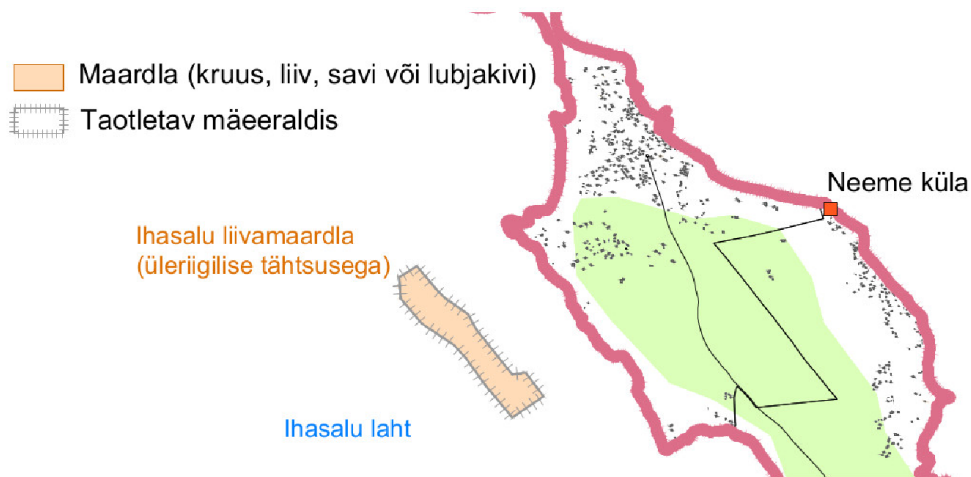 Maardla (kruus, liiv, savi või lubjakivi)
Taotletav mäeeraldis
Neeme küla
Ihasalu liivamaardla
(üleriigilise tähtsusega)
Ihasalu laht